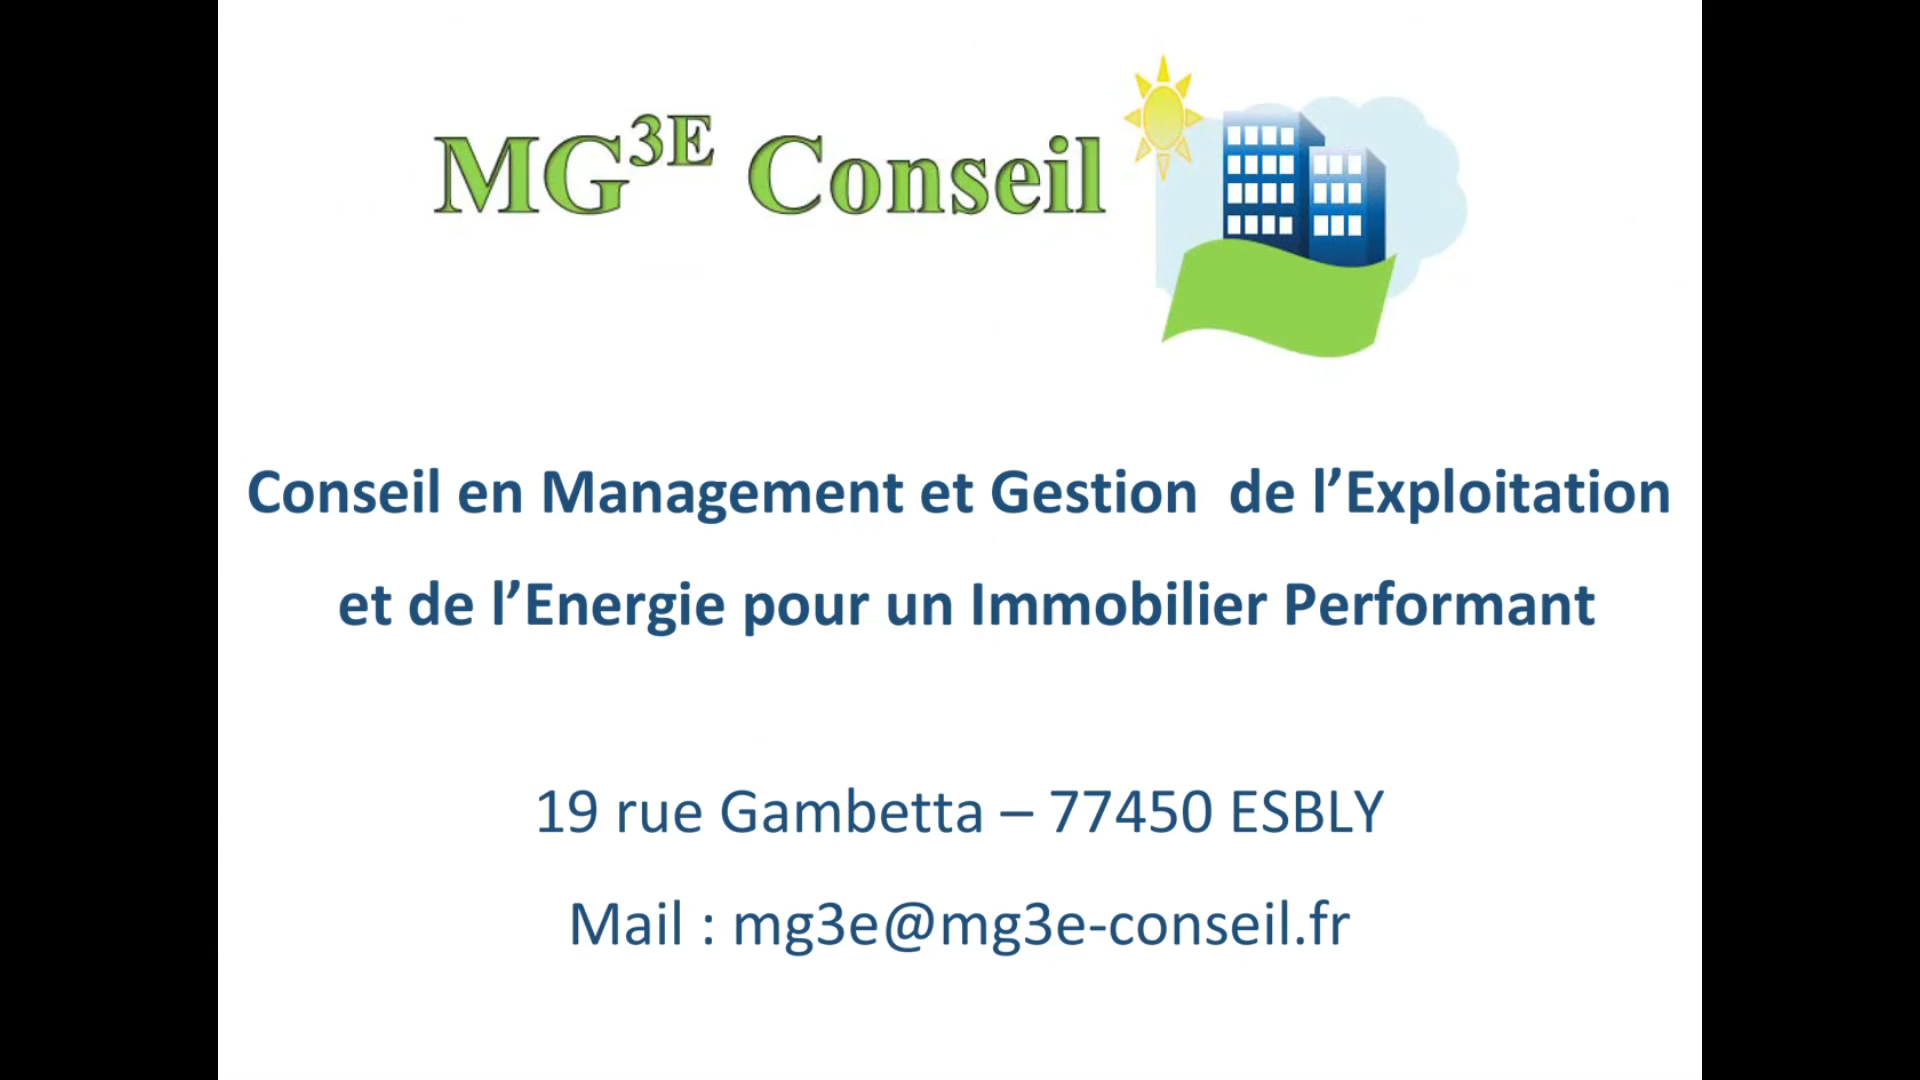 MG3E Conseil
Conseil en Management et Gestion  de l’Exploitation
et de l’Energie pour un Immobilier Performant
19 rue Gambetta – 77450 ESBLY
Mail : mg3e@mg3e-conseil.fr